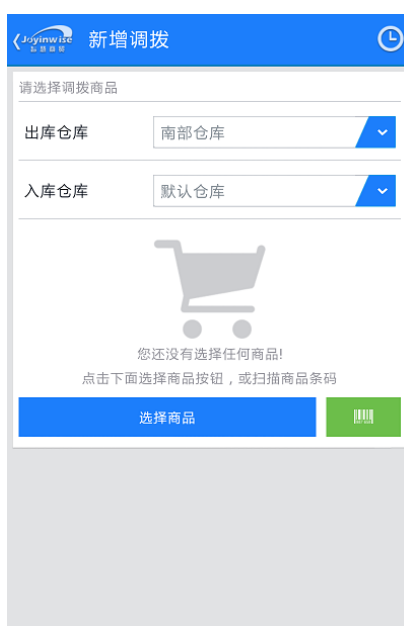 Joyinwise
新增调拨
请选择调拨商品
出库仓库
南部仓库
入库仓库
默认仓库
您还没有选择任何商品!
点击下面选择商品按钮，或扫描商品条码
选择商品